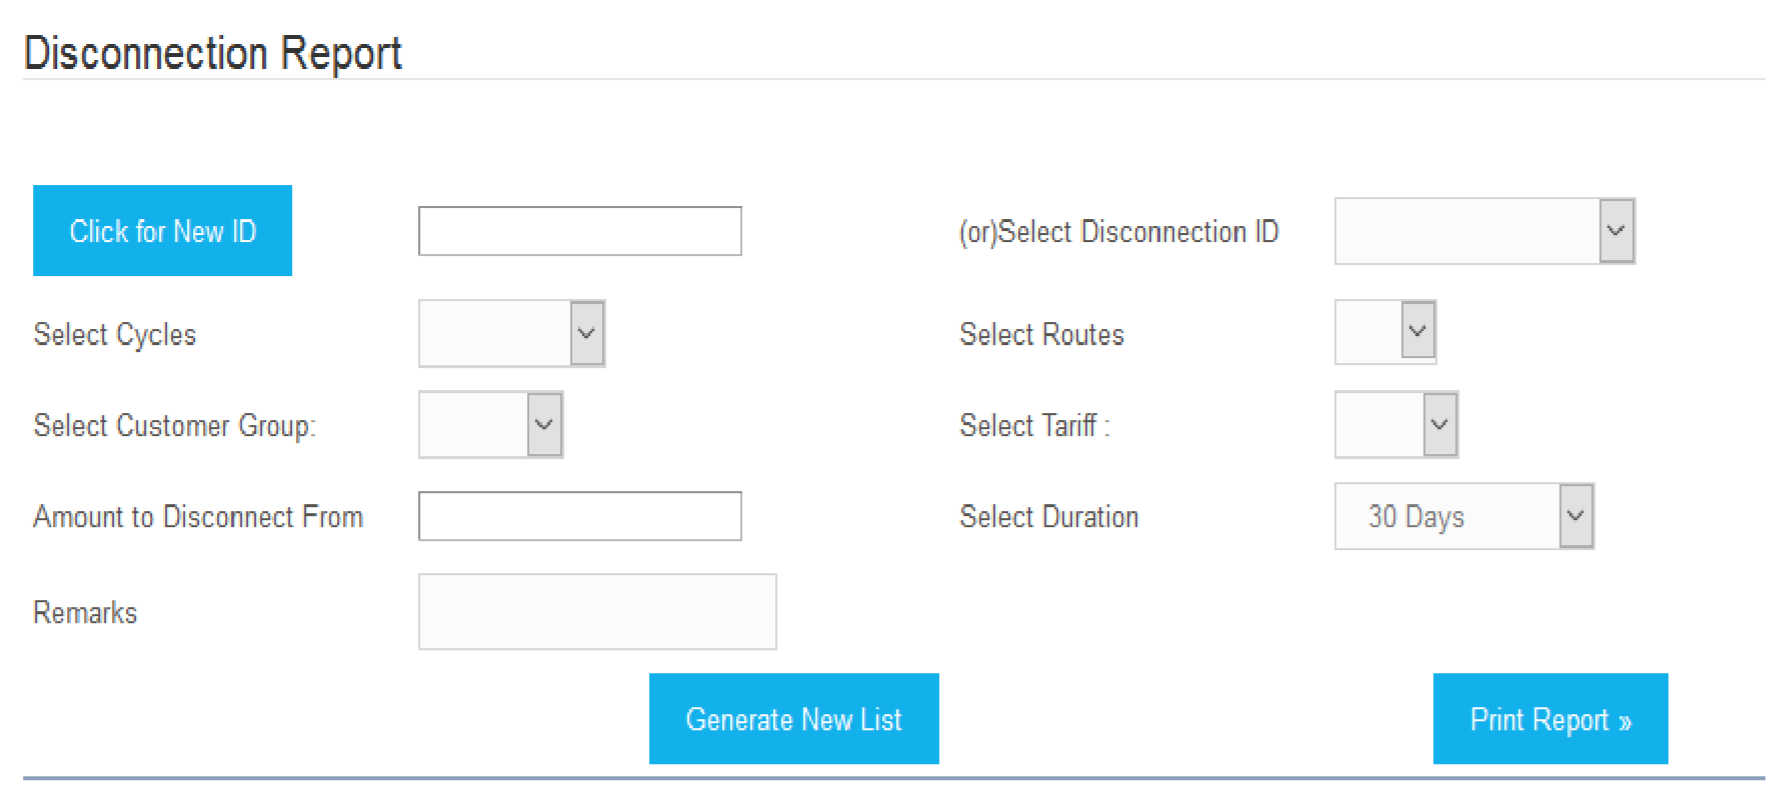 Disconnection Report
Click for New ID
(or)Select Disconnection ID
Select Cycles
Select Routes
Select Customer Group:
Select Tariff :
Amount to Disconnect From
Select Duration
30 Days
Remarks
Generate New List
Print Report »